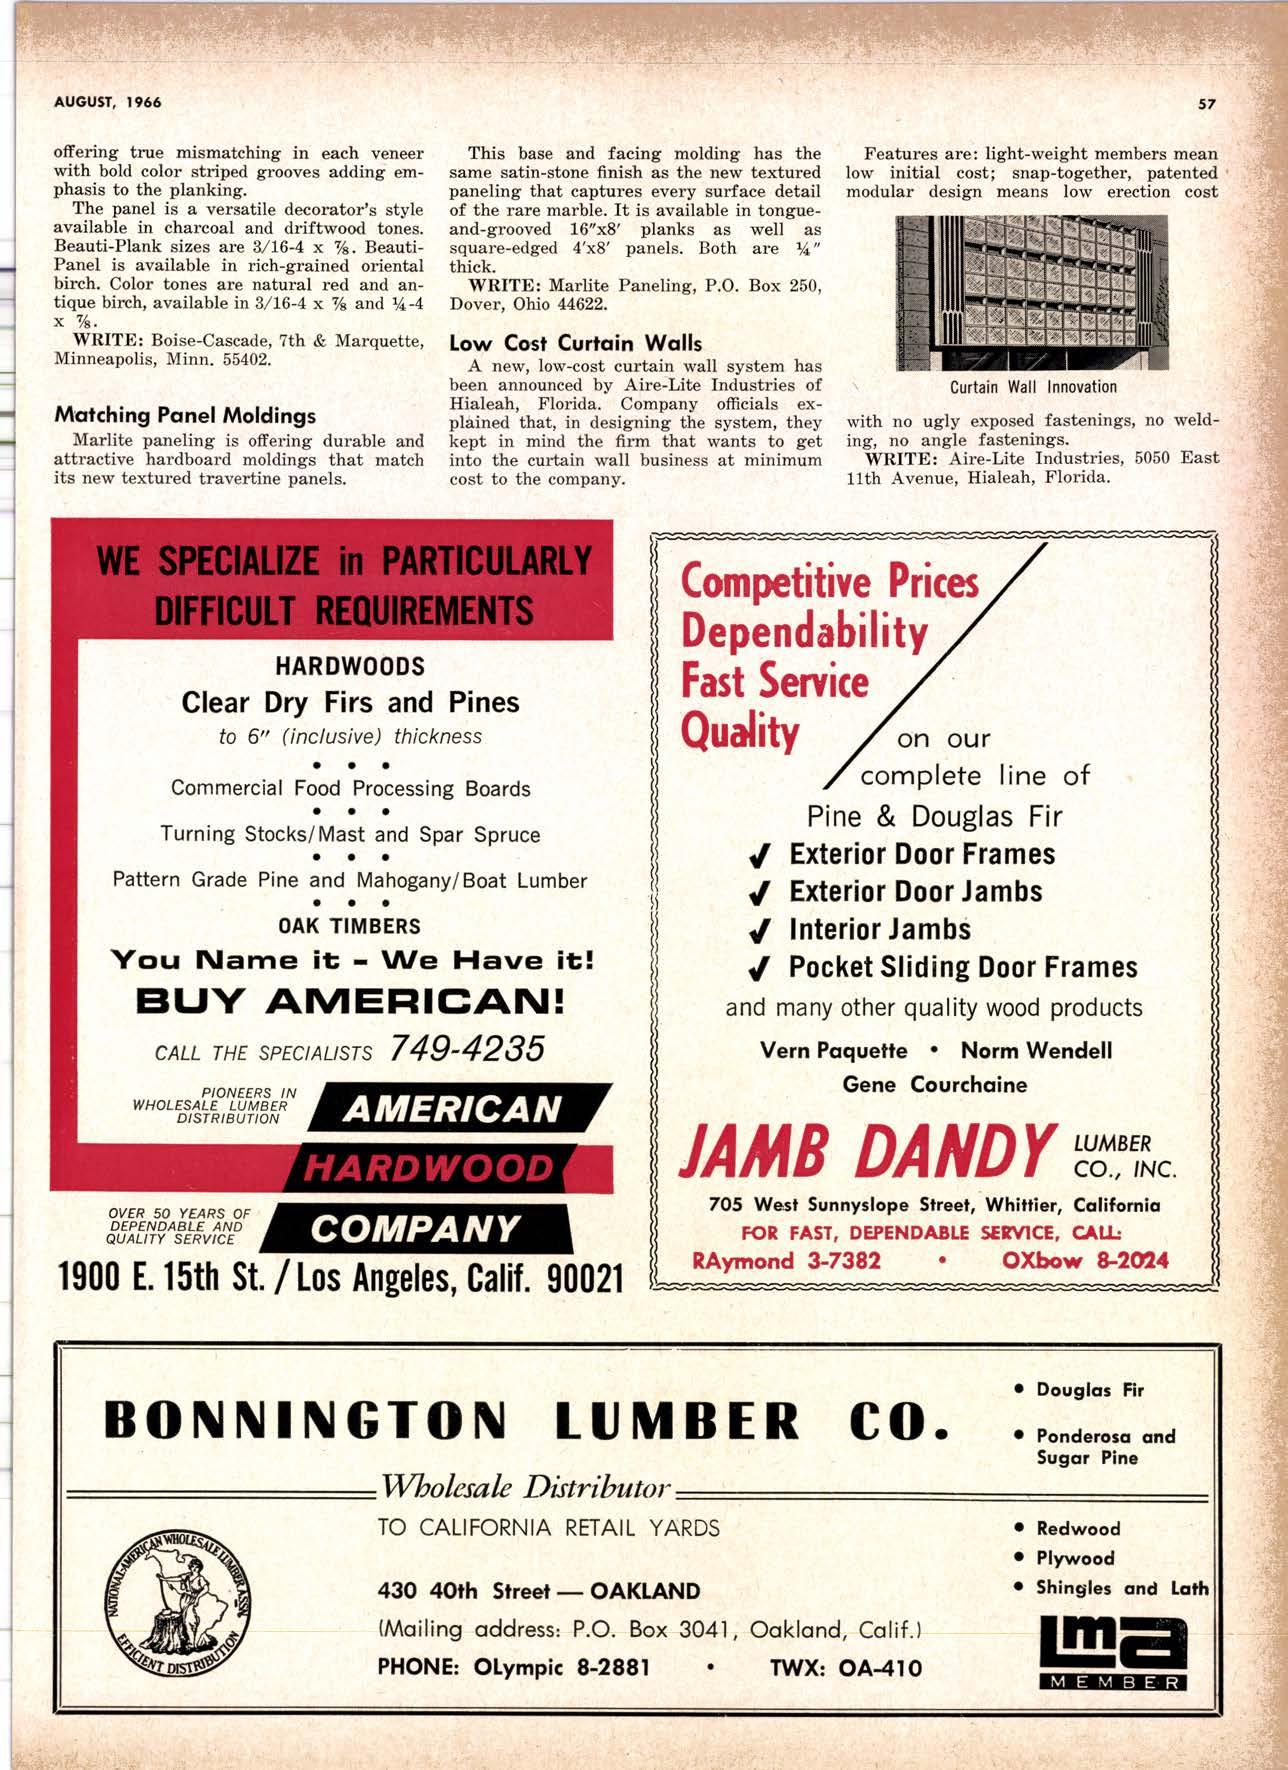 AUGUST, 1966
57
offering true mismatching in each veneer
with bold color striped grooves adding em-
phasis to the planking.
The panel is a versatile decorator's style
available in charcoal and driftwood tones.
Beauti-Plank sizes are 3/16-4 x ⅞. Beauti-
Panel is available in rich-grained oriental
birch. Color tones are natural red and an-
tique birch, available in 3/16-4 x ⅞ and ¼-4
x ⅞.
WRITE: Boise-Cascade, 7th & Marquette,
Minneapolis, Minn. 55402.
Matching Panel Moldings
Marlite paneling is offering durable and
attractive hardboard moldings that match
its new textured travertine panels.
This base and facing molding has the
same satin-stone finish as the new textured
paneling that captures every surface detail
of the rare marble. It is available in tongue-
and-grooved 16"x8' planks as well as
square-edged 4'x8' panels. Both are ¼"
thick.
WRITE: Marlite Paneling, P.O. Box 250,
Dover, Ohio 44622.
Low Cost Curtain Walls
A new, low-cost curtain wall system has
been announced by Aire-Lite Industries of
Hialeah, Florida. Company officials ex-
plained that, in designing the system, they
kept in mind the firm that wants to get
into the curtain wall business at minimum
cost to the company.
Features are: light-weight members mean
low initial cost; snap-together, patented
modular design means low erection cost
Curtain Wall Innovation
with no ugly exposed fastenings, no weld-
ing, no angle fastenings.
WRITE: Aire-Lite Industries, 5050 East
11th Avenue, Hialeah, Florida.
WE SPECIALIZE in PARTICULARLY
DIFFICULT REQUIREMENTS
HARDWOODS
Clear Dry Firs and Pines
to 6" (inclusive) thickness
• • •
Commercial Food Processing Boards
• • •
Turning Stocks/Mast and Spar Spruce
• • •
Pattern Grade Pine and Mahogany/Boat Lumber
• • •
OAK TIMBERS
You Name it - We Have it!
BUY AMERICAN!
CALL THE SPECIALISTS 749-4235
PIONEERS IN
WHOLESALE LUMBER
DISTRIBUTION
AMERICAN
HARDWOOD
COMPANY
OVER 50 YEARS OF
DEPENDABLE AND
QUALITY SERVICE
1900 E. 15th St. / Los Angeles, Calif. 90021
Competitive Prices
Dependability
Fast Service
Quality
on our
complete line of
Pine & Douglas Fir
✓ Exterior Door Frames
✓ Exterior Door Jambs
✓ Interior Jambs
✓ Pocket Sliding Door Frames
and many other quality wood products
Vern Paquette • Norm Wendell
Gene Courchaine
JAMB DANDY LUMBER
CO., INC.
705 West Sunnyslope Street, Whittier, California
FOR FAST, DEPENDABLE SERVICE, CALL:
RAymond 3-7382 • OXbow 8-2024
BONNINGTON LUMBER CO.
Wholesale Distributor
TO CALIFORNIA RETAIL YARDS
430 40th Street — OAKLAND
(Mailing address: P.O. Box 3041, Oakland, Calif.)
PHONE: OLympic 8-2881 • TWX: OA-410
• Douglas Fir
• Ponderosa and
Sugar Pine
• Redwood
• Plywood
• Shingles and Lath
NATIONAL-AMERICAN WHOLESALE LUMBER ASSN.
EFFICIENT DISTRIBUTION
lma
MEMBER